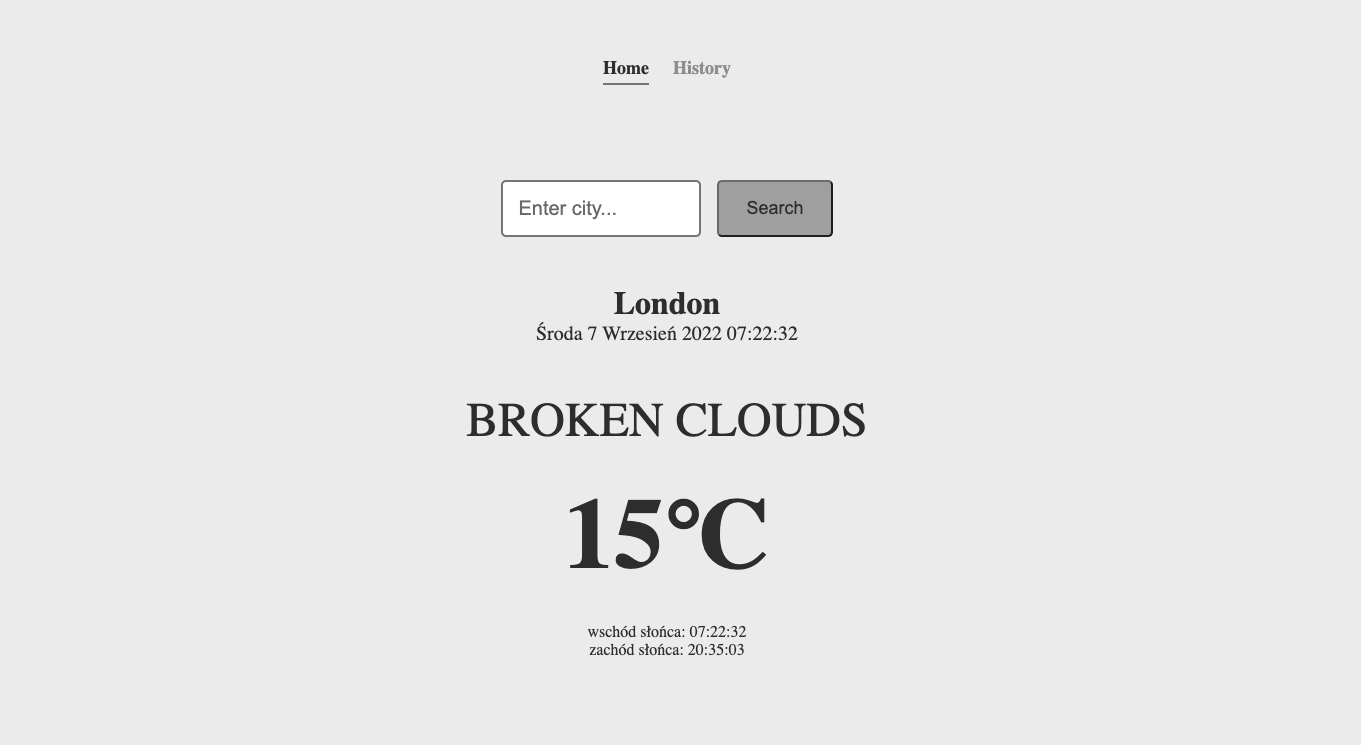 Home History
Enter city... Search
London
Środa 7 Wrzesień 2022 07:22:32
BROKEN CLOUDS
15°C
wschód słońca: 07:22:32
zachód słońca: 20:35:03